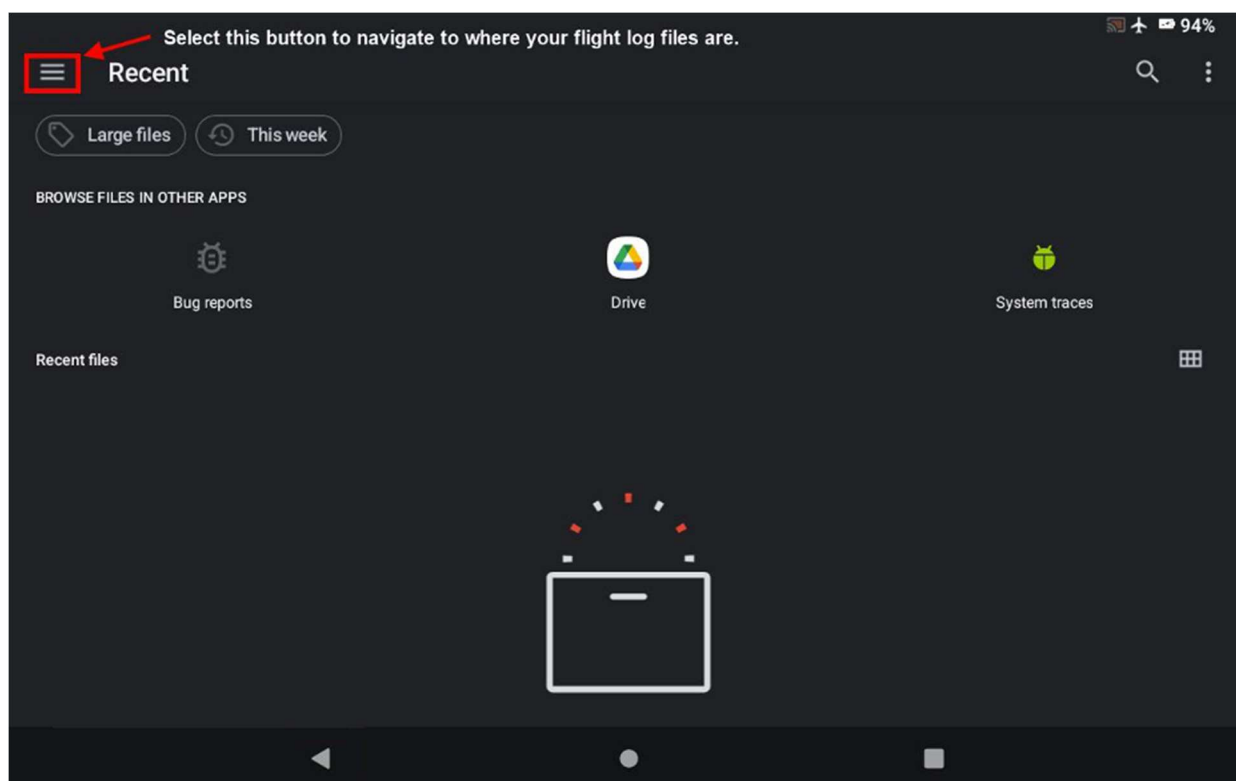 Select this button to navigate to where your flight log files are.
94%
Recent
Large files
This week
BROWSE FILES IN OTHER APPS
Bug reports
Drive
System traces
Recent files